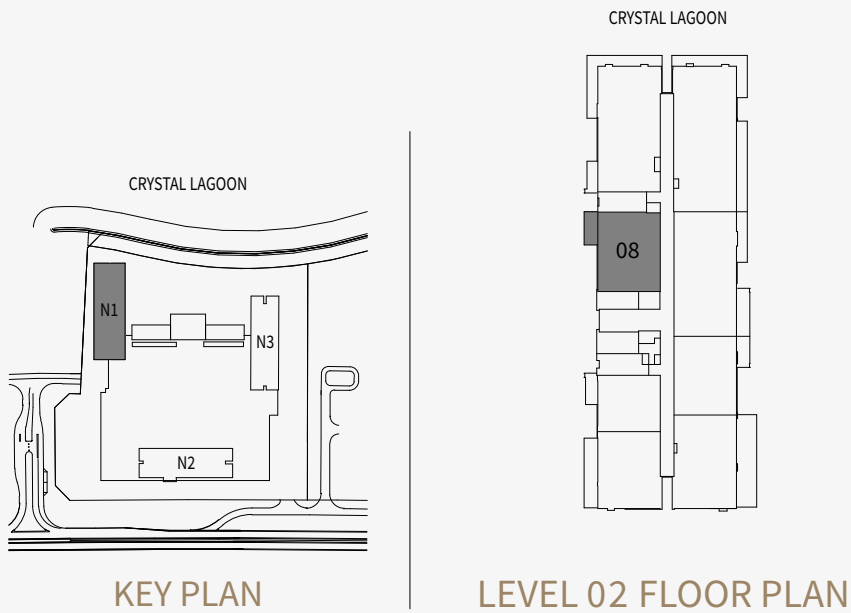 CRYSTAL LAGOON
N1
N3
N2
KEY PLAN
CRYSTAL LAGOON
08
LEVEL 02 FLOOR PLAN